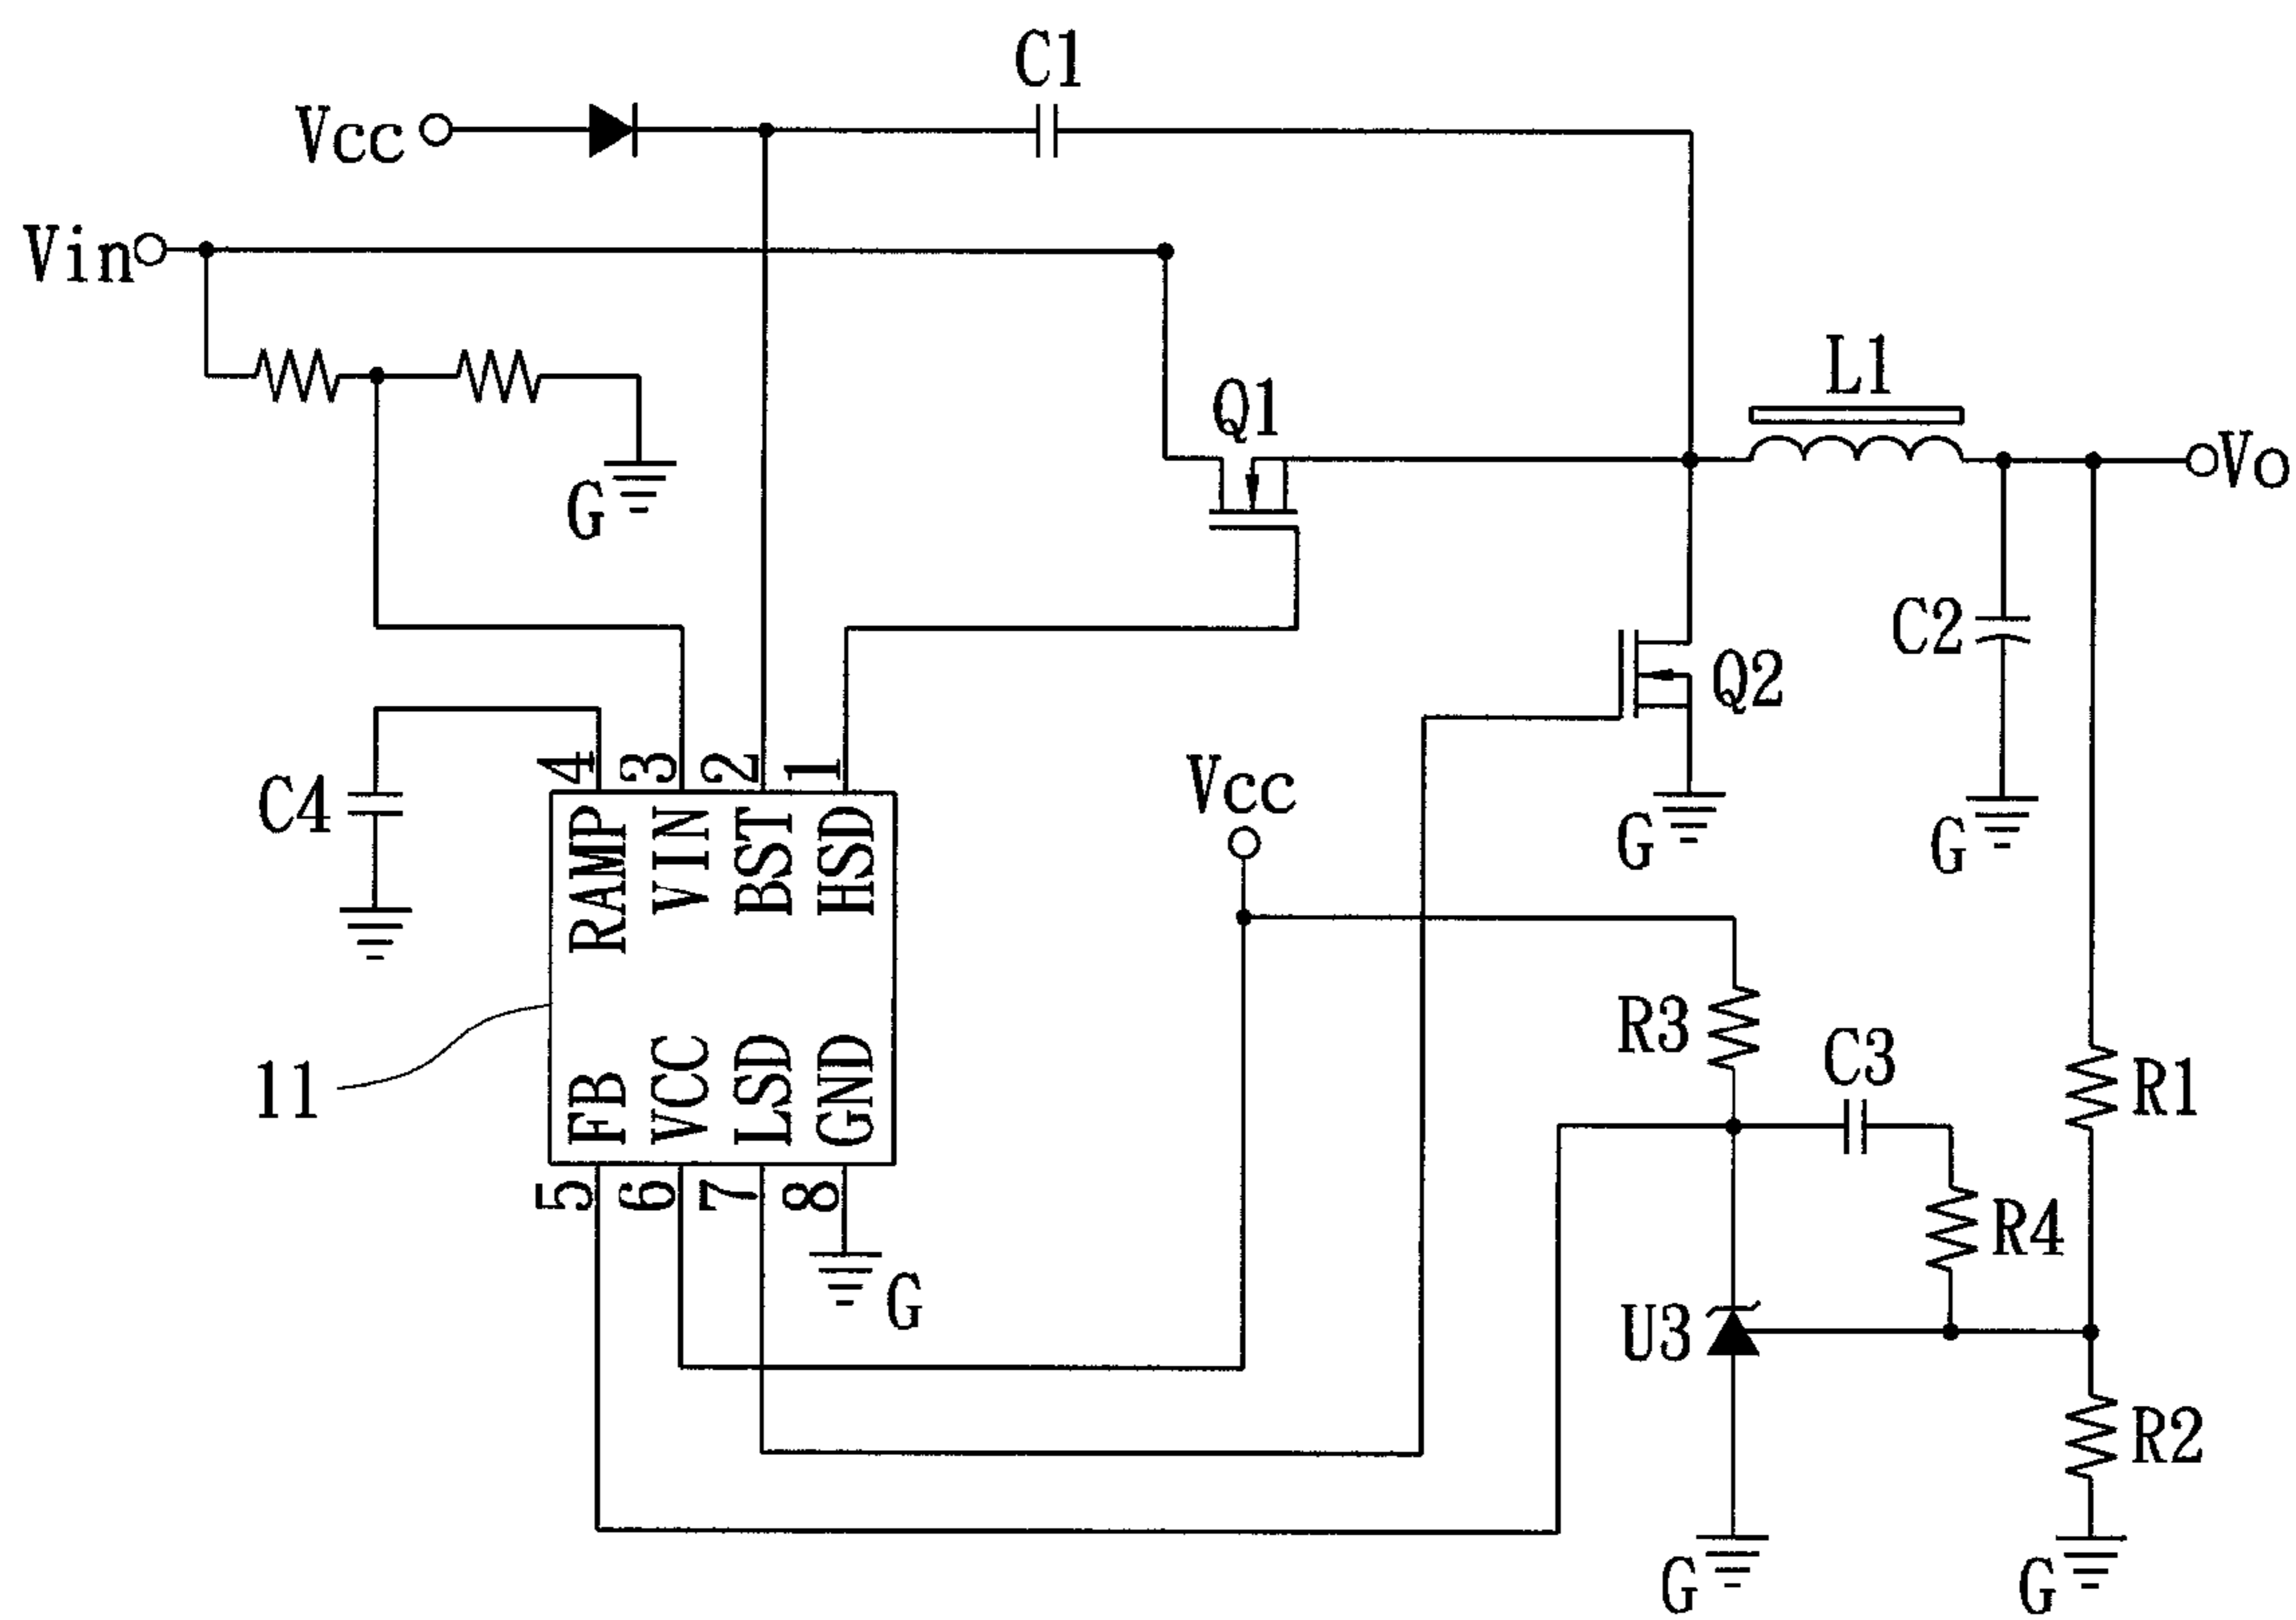 C1
Vcc
Vin
L1
Q1
Vo
G
C2
Q2
Vcc
4 3 2 1
C4
RAMP VIN BST HSD
G
G
R3
C3
R1
11
FB VCC LSD GND
5 6 7 8
R4
G
U3
R2
G
G